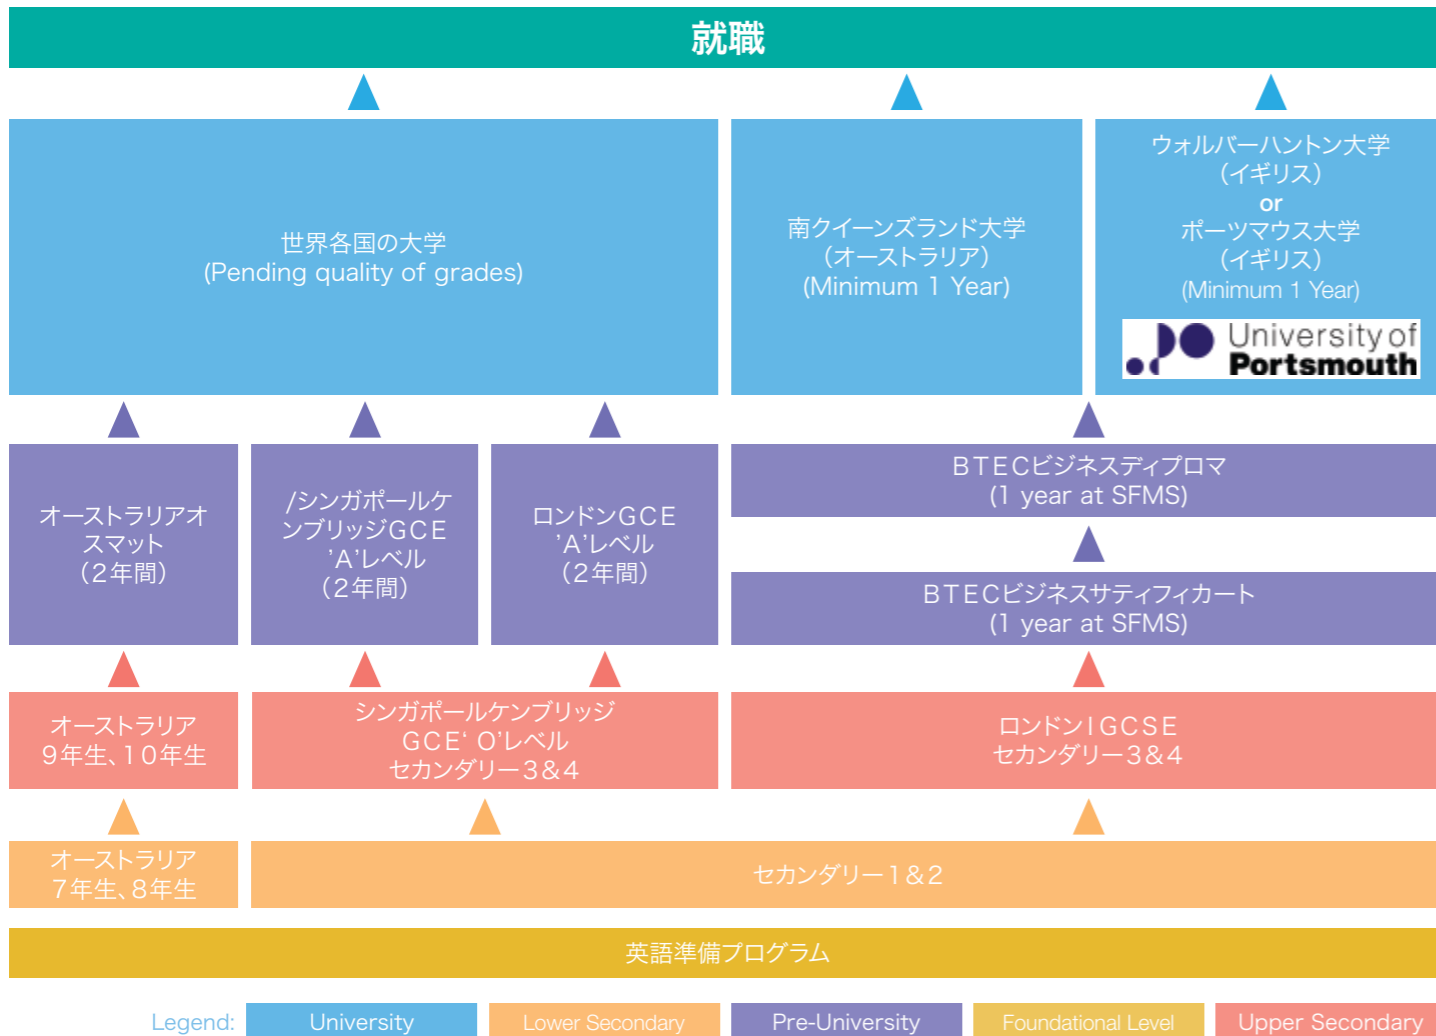 就職
世界各国の大学
(Pending quality of grades)
南クイーンズランド大学
（オーストラリア）
(Minimum 1 Year)
ウォルバーハントン大学
（イギリス）
or
ポーツマウス大学
（イギリス）
(Minimum 1 Year)
University of
Portsmouth
オーストラリアオ
スマット
（２年間）
/シンガポールケ
ンブリッジGCE
’A’レベル
（２年間）
ロンドンGCE
’A’レベル
（２年間）
BTECビジネスディプロマ
(1 year at SFMS)
BTECビジネスサティフィカート
(1 year at SFMS)
オーストラリア
９年生、１０年生
シンガポールケンブリッジ
GCE‘ O’レベル
セカンダリー３&４
ロンドンIGCSE
セカンダリー３&４
オーストラリア
７年生、８年生
セカンダリー１&２
英語準備プログラム
Legend: University Lower Secondary Pre-University Foundational Level Upper Secondary